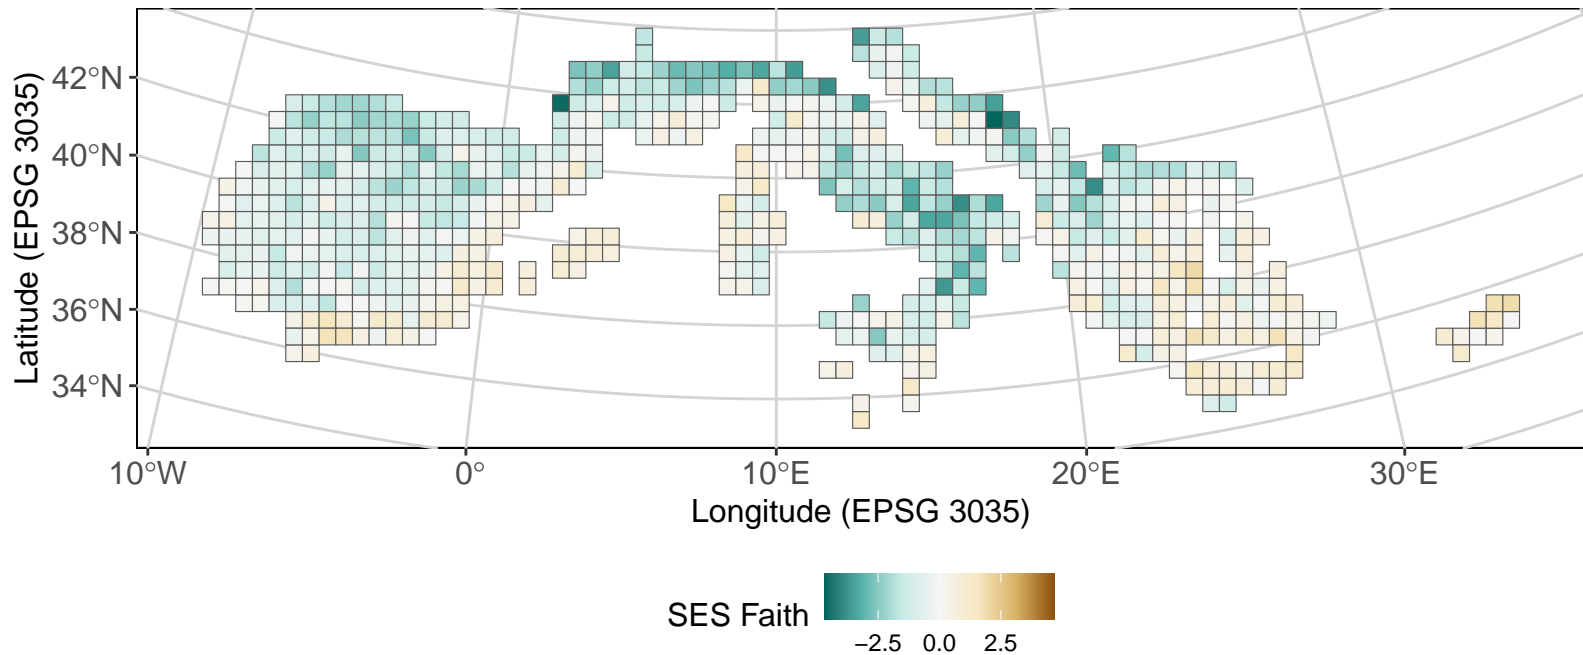 Latitude (EPSG 3035)
42°N
40°N
38°N
36°N
34°N
10°W
0°
10°E
20°E
30°E
Longitude (EPSG 3035)
SES Faith
−2.5
0.0
2.5